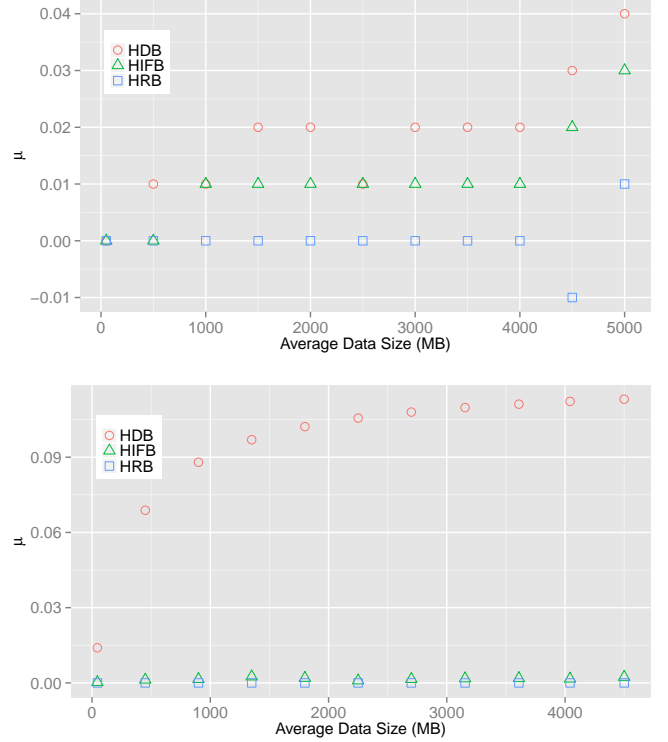 0.04
HDB
HIFB
HRB
0.03
0.02
μ
0.01
0.00
−0.01
0 1000 2000 3000 4000 5000
Average Data Size (MB)
HDB
HIFB
HRB
0.09
0.06
μ
0.03
0.00
0 1000 2000 3000 4000
Average Data Size (MB)